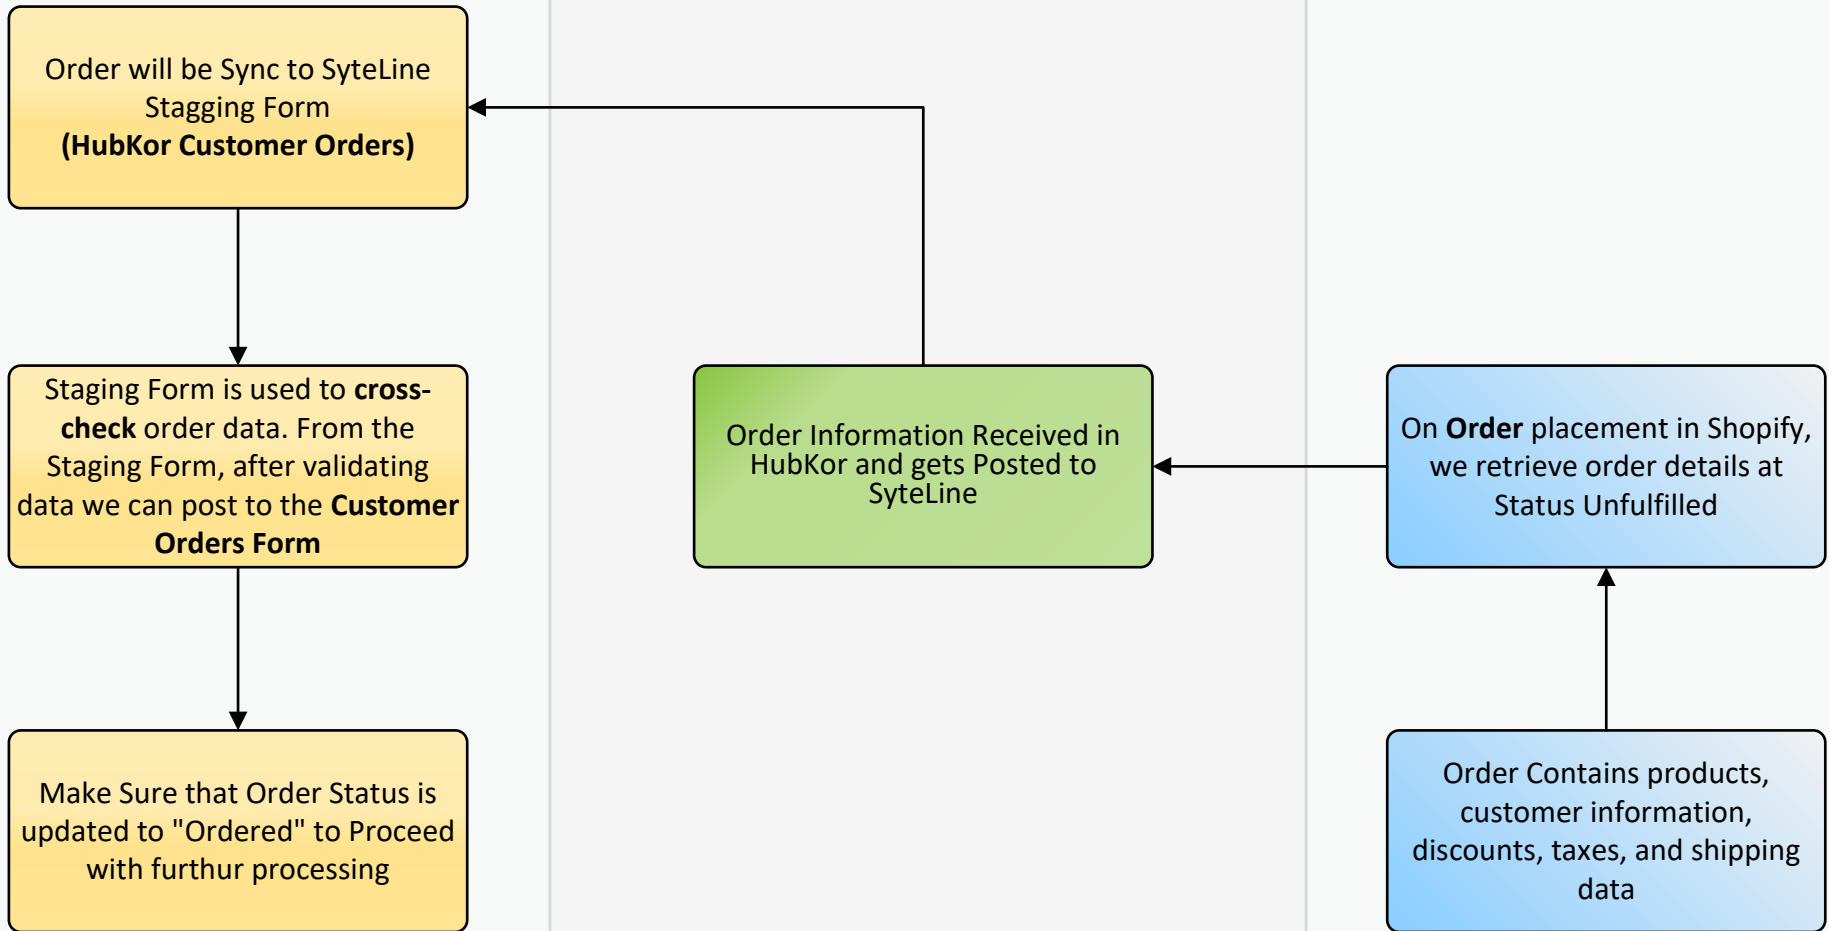 Order will be Sync to SyteLine
Stagging Form
(HubKor Customer Orders)
Staging Form is used to cross-
check order data. From the
Staging Form, after validating
data we can post to the Customer
Orders Form
Make Sure that Order Status is
updated to "Ordered" to Proceed
with furthur processing
Order Information Received in
HubKor and gets Posted to
SyteLine
On Order placement in Shopify,
we retrieve order details at
Status Unfulfilled
Order Contains products,
customer information,
discounts, taxes, and shipping
data